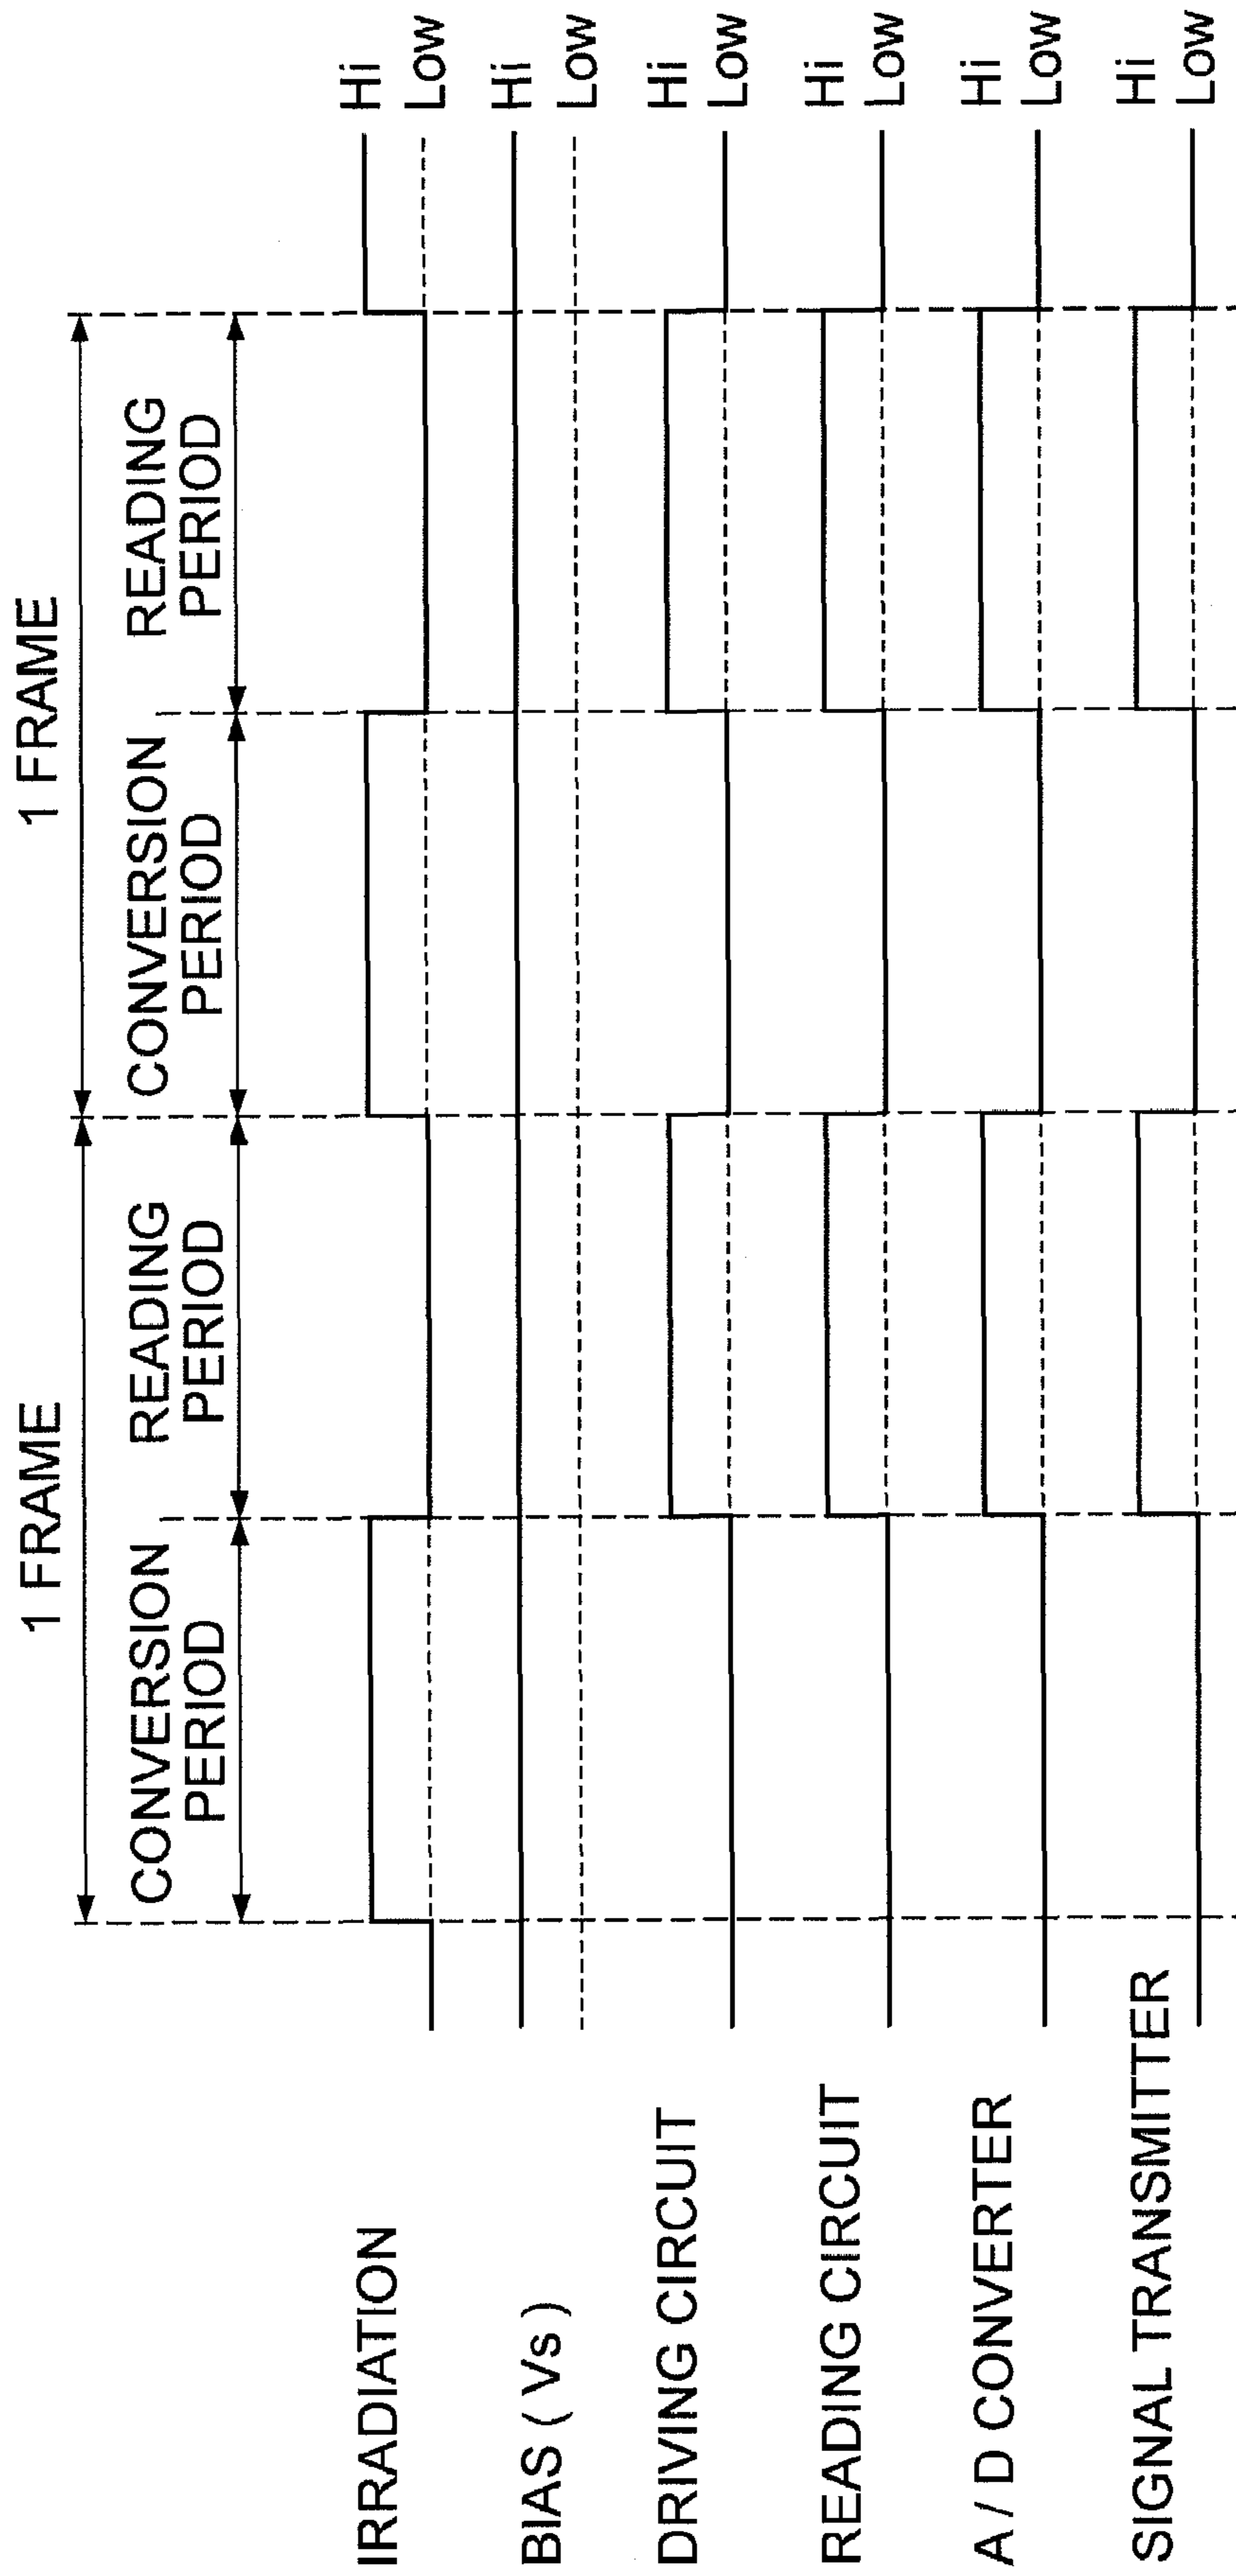 1 FRAME
1 FRAME
CONVERSION
PERIOD
READING
PERIOD
CONVERSION
PERIOD
READING
PERIOD
IRRADIATION
Hi
Low
BIAS ( Vs )
Hi
Low
DRIVING CIRCUIT
Hi
Low
READING CIRCUIT
Hi
Low
A / D CONVERTER
Hi
Low
SIGNAL TRANSMITTER
Hi
Low